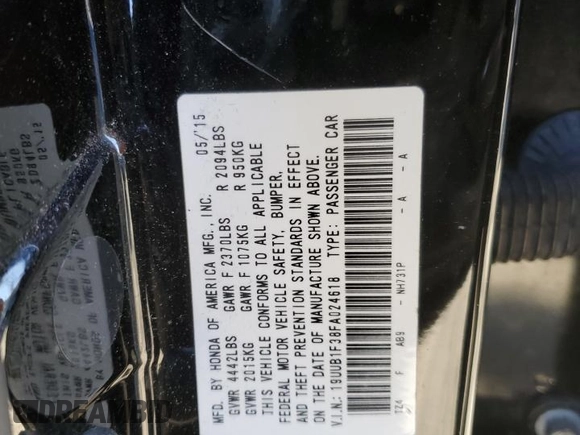 MFD. BY HONDA OF AMERICA MFG., INC. 05/'15
GVWR 4442LBS GAWR F 2370LBS R 2094LBS
GVWR 2015KG GAWR F 1075KG R 950KG
THIS VEHICLE CONFORMS TO ALL APPLICABLE
FEDERAL MOTOR VEHICLE SAFETY, BUMPER,
AND THEFT PREVENTION STANDARDS IN EFFECT
ON THE DATE OF MANUFACTURE SHOWN ABOVE.
V.I.N.: 19UUB1F38FA024618 TYPE: PASSENGER CAR
TZ4 F AB9 - NH731P - A - A
DREAMBID